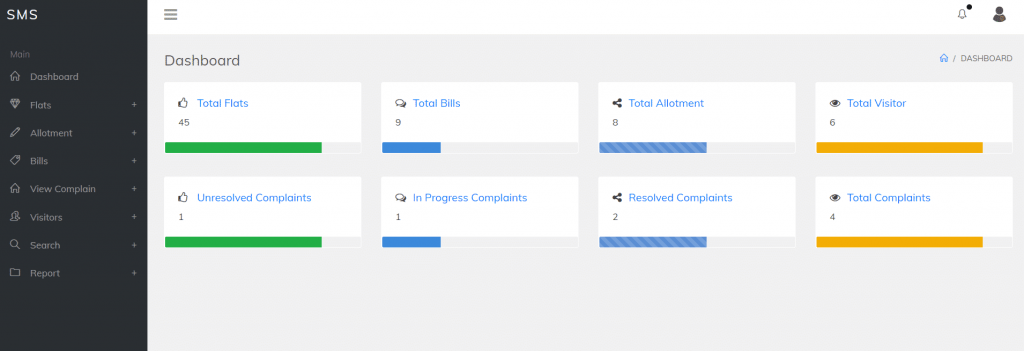 SMS
Main
Dashboard
Flats +
Allotment +
Bills +
View Complain +
Visitors +
Search +
Report +
Dashboard
/ DASHBOARD
Total Flats
45
Total Bills
9
Total Allotment
8
Total Visitor
6
Unresolved Complaints
1
In Progress Complaints
1
Resolved Complaints
2
Total Complaints
4